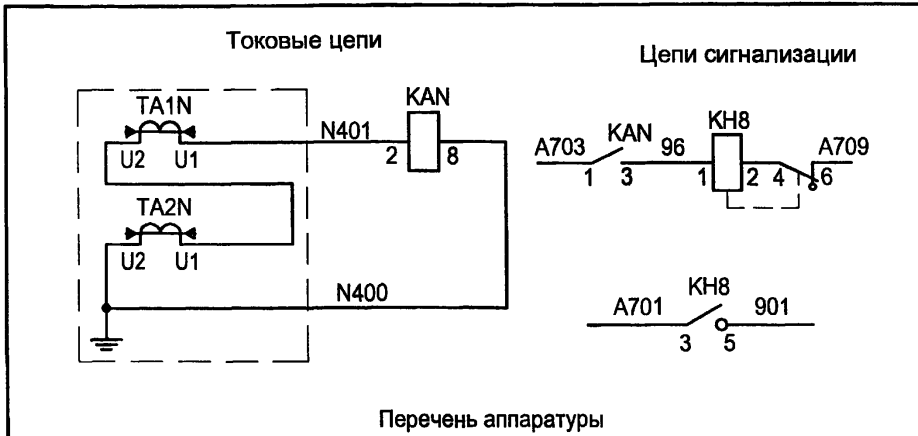 Токовые цепи
Цепи сигнализации
TA1N
U2 U1
N401
KAN
2 8
TA2N
U2 U1
N400
A703 KAN 96 KH8 A709
1 3 1 2 4 6
KH8
A701 901
3 5
Перечень аппаратуры